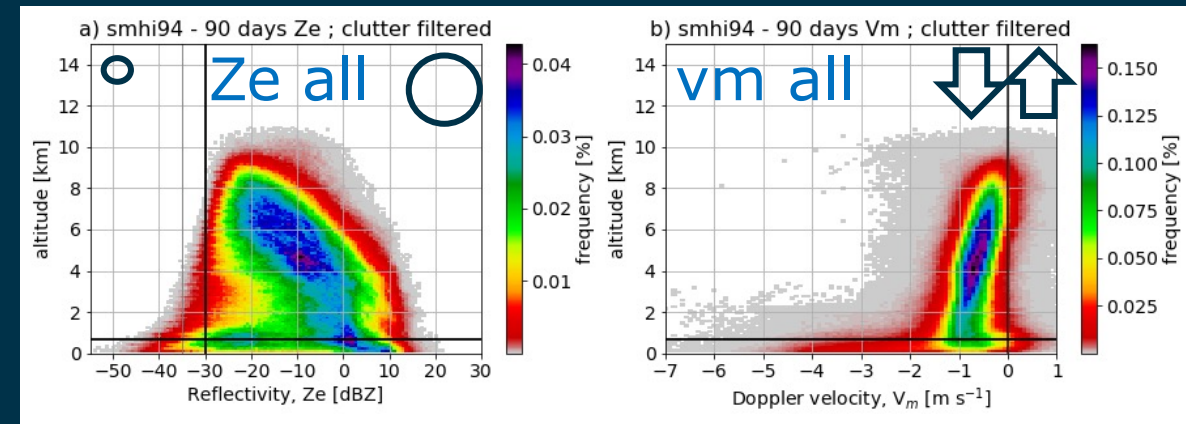 a) smhi94 - 90 days Ze ; clutter filtered
Ze all
14
12
10
8
6
4
2
0
altitude [km]
−50 −40 −30 −20 −10 0 10 20 30
Reflectivity, Ze [dBZ]
0.04
0.03
0.02
0.01
frequency [%]
b) smhi94 - 90 days Vm ; clutter filtered
vm all
14
12
10
8
6
4
2
0
altitude [km]
−7 −6 −5 −4 −3 −2 −1 0 1
Doppler velocity, Vₘ [m s⁻¹]
0.150
0.125
0.100
0.075
0.050
0.025
frequency [%]